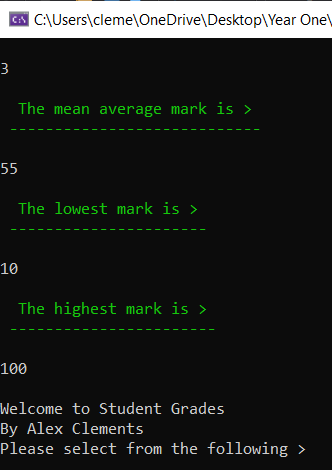 C:\Users\cleme\OneDrive\Desktop\Year One\
3
The mean average mark is >
---------------------------
55
The lowest mark is >
---------------------
10
The highest mark is >
----------------------
100
Welcome to Student Grades
By Alex Clements
Please select from the following >